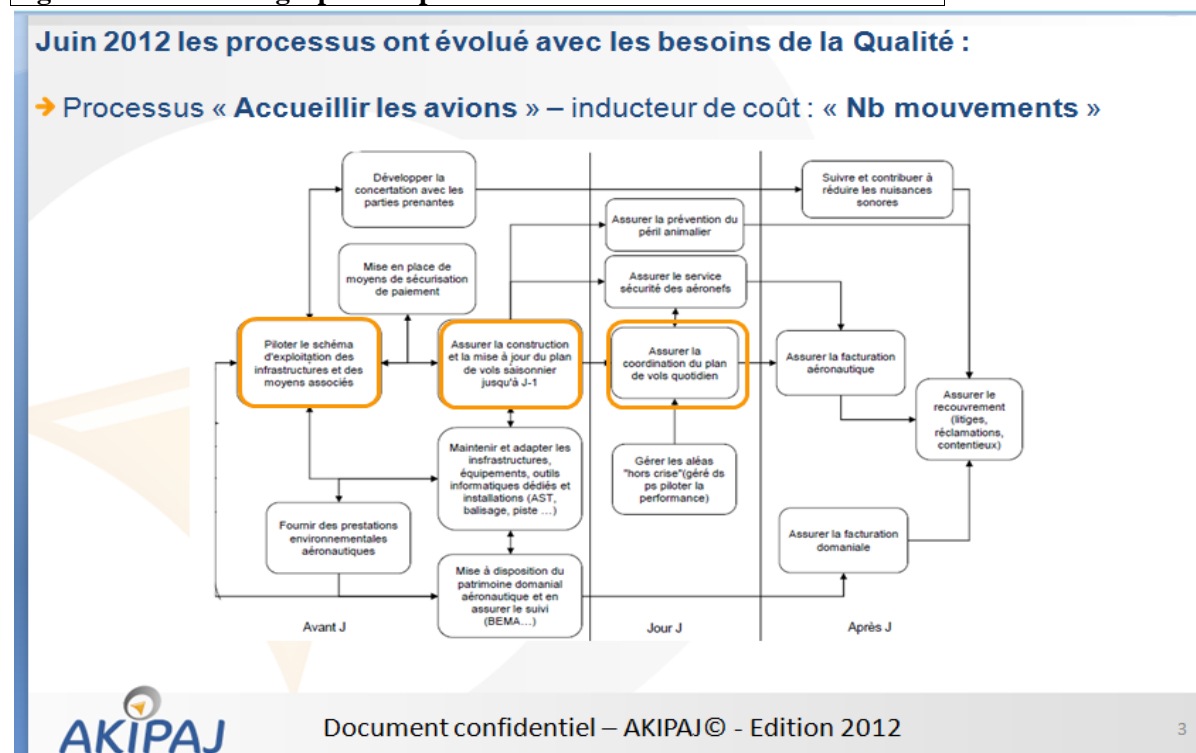 Juin 2012 les processus ont évolué avec les besoins de la Qualité :
➔ Processus « Accueillir les avions » – inducteur de coût : « Nb mouvements »
Développer la
concertation avec les
parties prenantes
Suivre et contribuer à
réduire les nuisances
sonores
Assurer la prévention du
péril animalier
Mise en place de
moyens de sécurisation
de paiement
Assurer le service
sécurité des aéronefs
Piloter le schéma
d'exploitation des
infrastructures et des
moyens associés
Assurer la construction
et la mise à jour du plan
de vols saisonnier
jusqu'à J-1
Assurer la
coordination du plan
de vols quotidien
Assurer la facturation
aéronautique
Assurer le
recouvrement
(litiges,
réclamations,
contentieux)
Maintenir et adapter les
insfrastructures,
équipements, outils
informatiques dédiés et
installations (AST,
balisage, piste ...)
Gérer les aléas
"hors crise"(géré ds
ps piloter la
performance)
Fournir des prestations
environnementales
aéronautiques
Assurer la facturation
domaniale
Mise à disposition du
patrimoine domanial
aéronautique et en
assurer le suivi
(BEMA...)
Avant J
Jour J
Après J
AKIPAJ
Document confidentiel – AKIPAJ© - Edition 2012
3